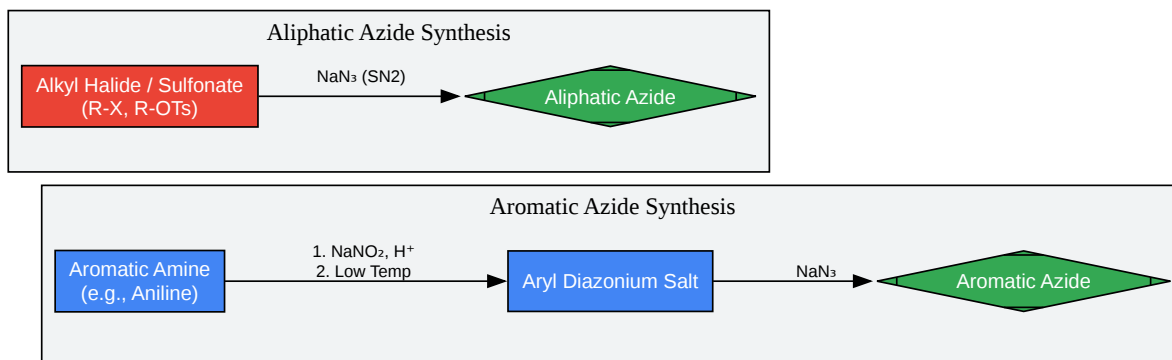 Aliphatic Azide Synthesis
Alkyl Halide / Sulfonate
(R-X, R-OTs)
NaN₃ (SN2)
Aliphatic Azide
Aromatic Azide Synthesis
Aromatic Amine
(e.g., Aniline)
1. NaNO₂, H⁺
2. Low Temp
Aryl Diazonium Salt
NaN₃
Aromatic Azide